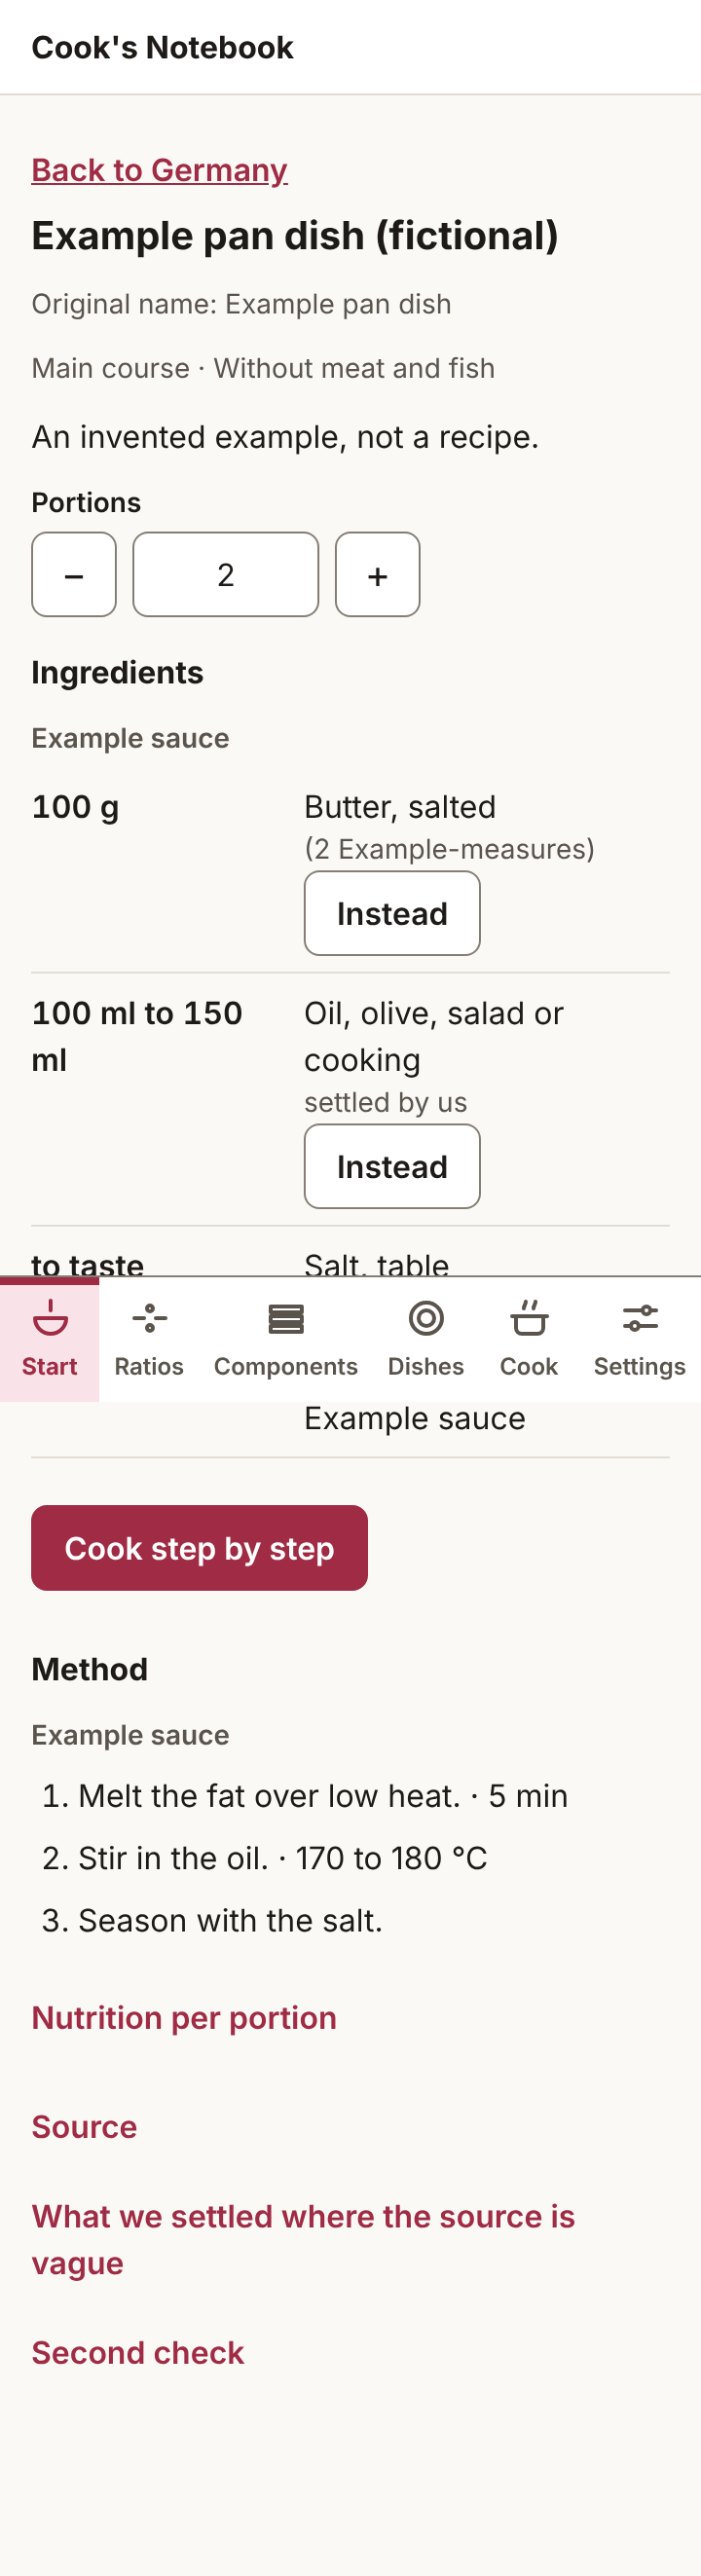 Cook's Notebook
Back to Germany
Example pan dish (fictional)
Original name: Example pan dish
Main course · Without meat and fish
An invented example, not a recipe.
Portions
− 2 +
Ingredients
Example sauce
100 g Butter, salted
(2 Example-measures)
Instead
100 ml to 150 Oil, olive, salad or
ml cooking
settled by us
Instead
to taste Salt, table
Start Ratios Components Dishes Cook Settings
Example sauce
Cook step by step
Method
Example sauce
1. Melt the fat over low heat. · 5 min
2. Stir in the oil. · 170 to 180 °C
3. Season with the salt.
Nutrition per portion
Source
What we settled where the source is
vague
Second check